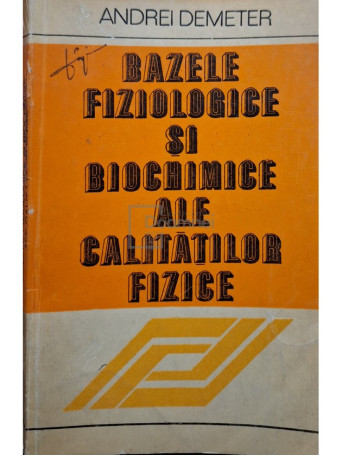 ANDREI DEMETER
BAZELE
FIZIOLOGICE
ȘI
BIOCHIMICE
ALE
CALITĂȚILOR
FIZICE